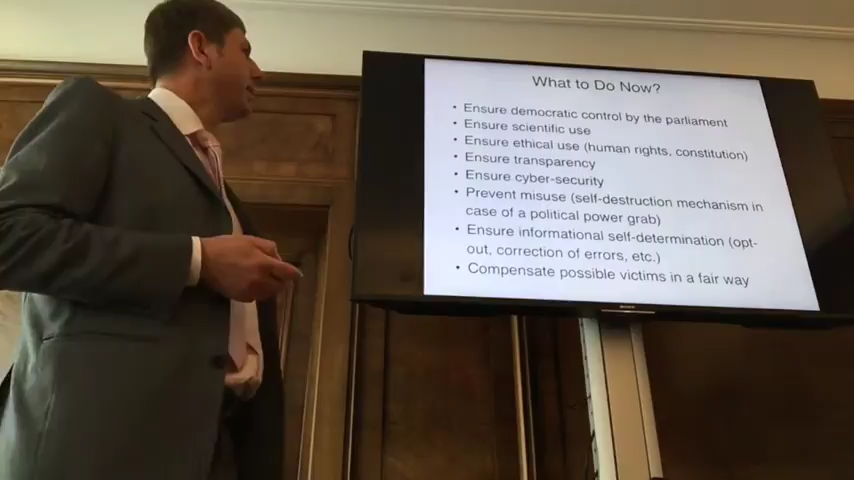 What to Do Now?
• Ensure democratic control by the parliament
• Ensure scientific use
• Ensure ethical use (human rights, constitution)
• Ensure transparency
• Ensure cyber-security
• Prevent misuse (self-destruction mechanism in
case of a political power grab)
• Ensure informational self-determination (opt-
out, correction of errors, etc.)
• Compensate possible victims in a fair way
SONY